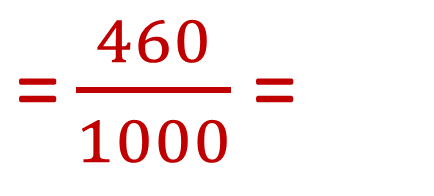 = 460/1000 =